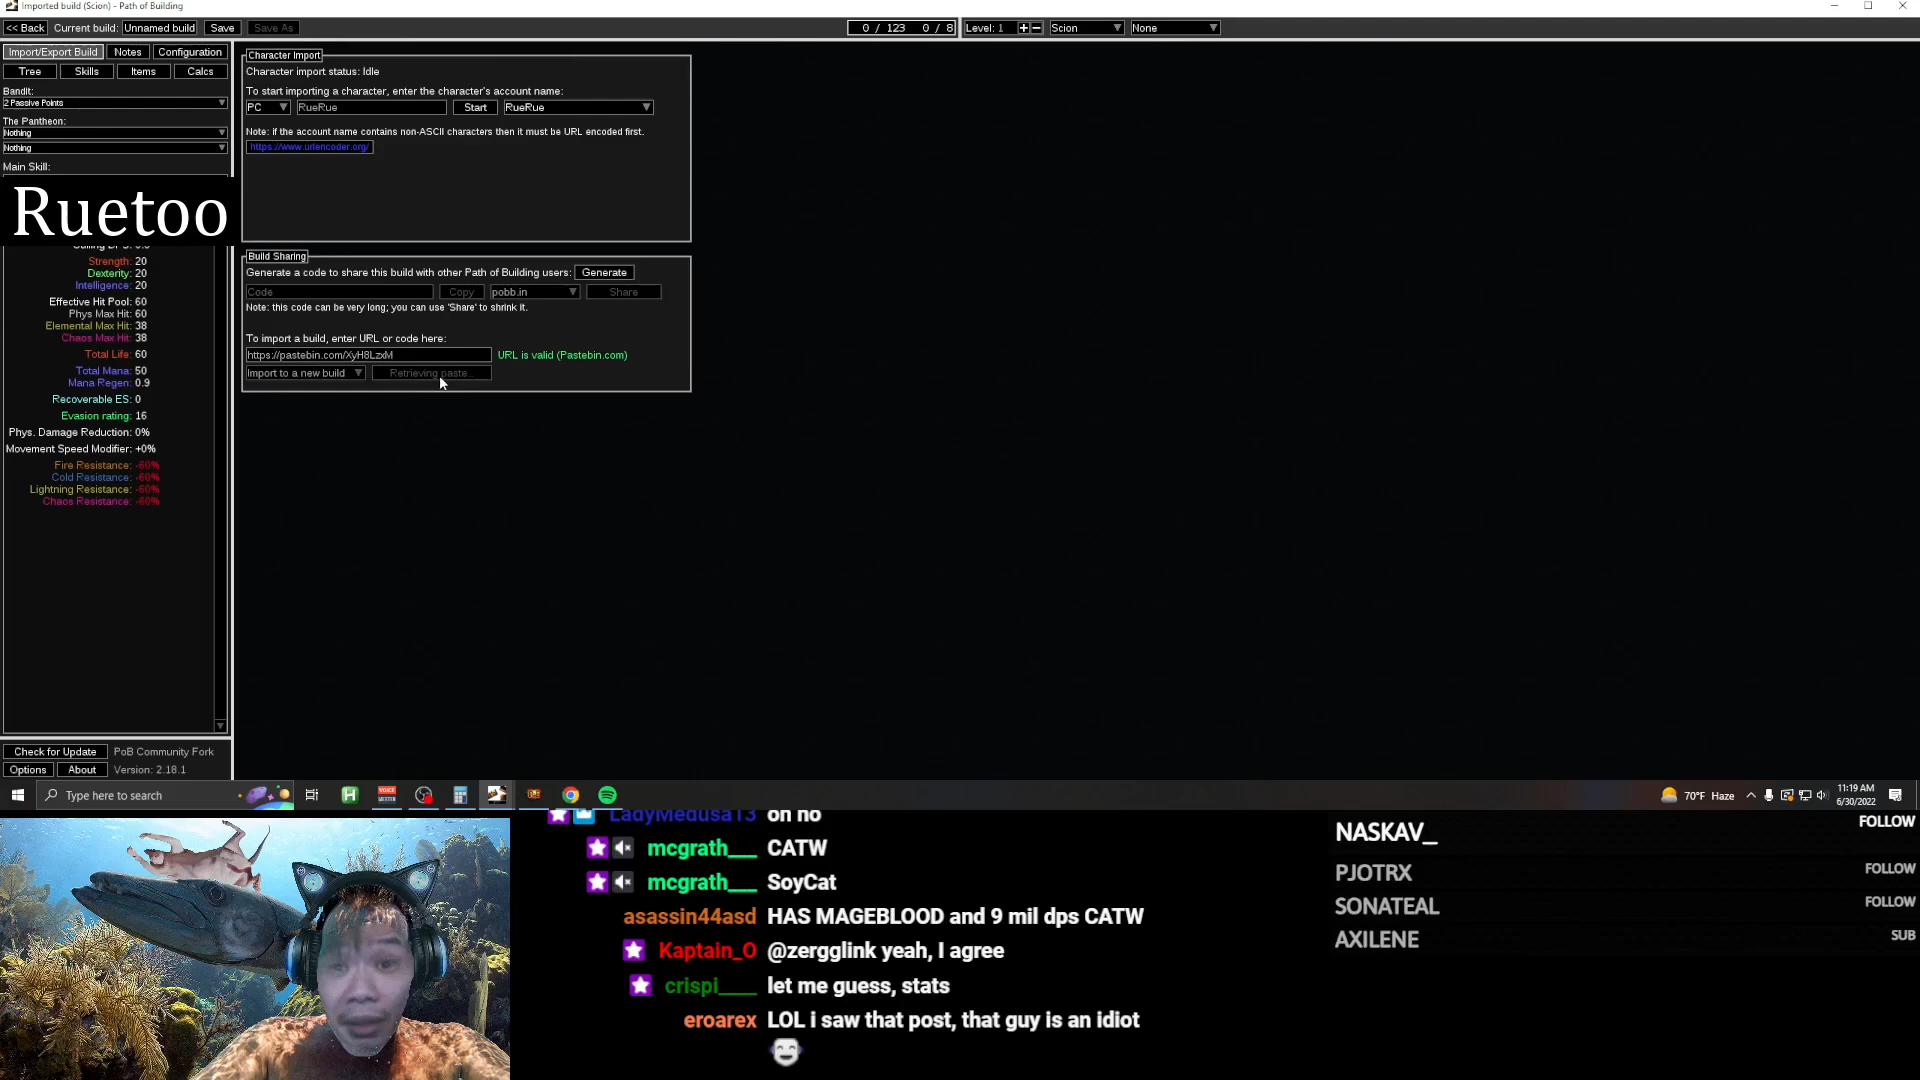 Imported build (Scion) - Path of Building
<< Back Current build: Unnamed build Save Save As 0 / 123 0 / 8 Level: 1 Scion None
Import/Export Build Notes Configuration
Tree Skills Items Calcs
Bandit:
2 Passive Points
The Pantheon:
Nothing
Nothing
Main Skill:
Ruetoo
Strength: 20
Dexterity: 20
Intelligence: 20
Effective Hit Pool: 60
Phys Max Hit: 60
Elemental Max Hit: 38
Chaos Max Hit: 38
Total Life: 60
Total Mana: 50
Mana Regen: 0.9
Recoverable ES: 0
Evasion rating: 16
Phys. Damage Reduction: 0%
Movement Speed Modifier: +0%
Fire Resistance: -60%
Cold Resistance: -60%
Lightning Resistance: -60%
Chaos Resistance: -60%
Check for Update PoB Community Fork
Options About Version: 2.18.1
Character Import
Character import status: Idle
To start importing a character, enter the character's account name:
PC RueRue Start RueRue
Note: if the account name contains non-ASCII characters then it must be URL encoded first.
https://www.urlencoder.org/
Build Sharing
Generate a code to share this build with other Path of Building users: Generate
Code Copy pobb.in Share
Note: this code can be very long; you can use 'Share' to shrink it.
To import a build, enter URL or code here:
https://pastebin.com/XyH8LzxM URL is valid (Pastebin.com)
Import to a new build Retrieving paste...
Type here to search
70°F Haze
11:19 AM
6/30/2022
LadyMedusa13 oh no
mcgrath___ CATW
mcgrath___ SoyCat
asassin44asd HAS MAGEBLOOD and 9 mil dps CATW
Kaptain_O @zergglink yeah, I agree
crispi____ let me guess, stats
eroarex LOL i saw that post, that guy is an idiot
NASKAV_ FOLLOW
PJOTRX FOLLOW
SONATEAL FOLLOW
AXILENE SUB